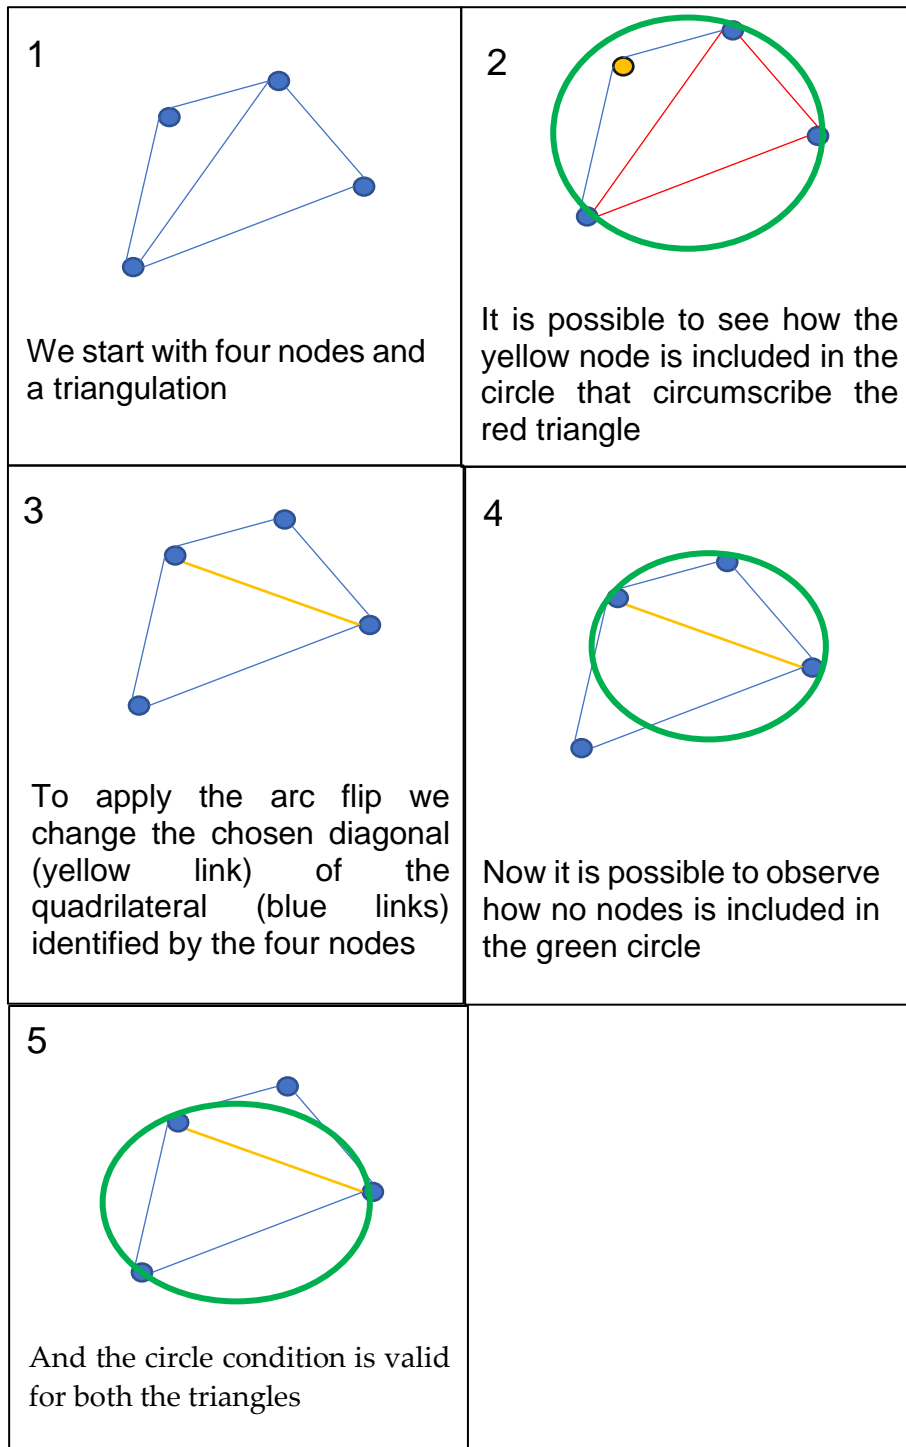 1
We start with four nodes and
a triangulation
2
It is possible to see how the
yellow node is included in the
circle that circumscribe the
red triangle
3
To apply the arc flip we
change the chosen diagonal
(yellow link) of the
quadrilateral (blue links)
identified by the four nodes
4
Now it is possible to observe
how no nodes is included in
the green circle
5
And the circle condition is valid
for both the triangles